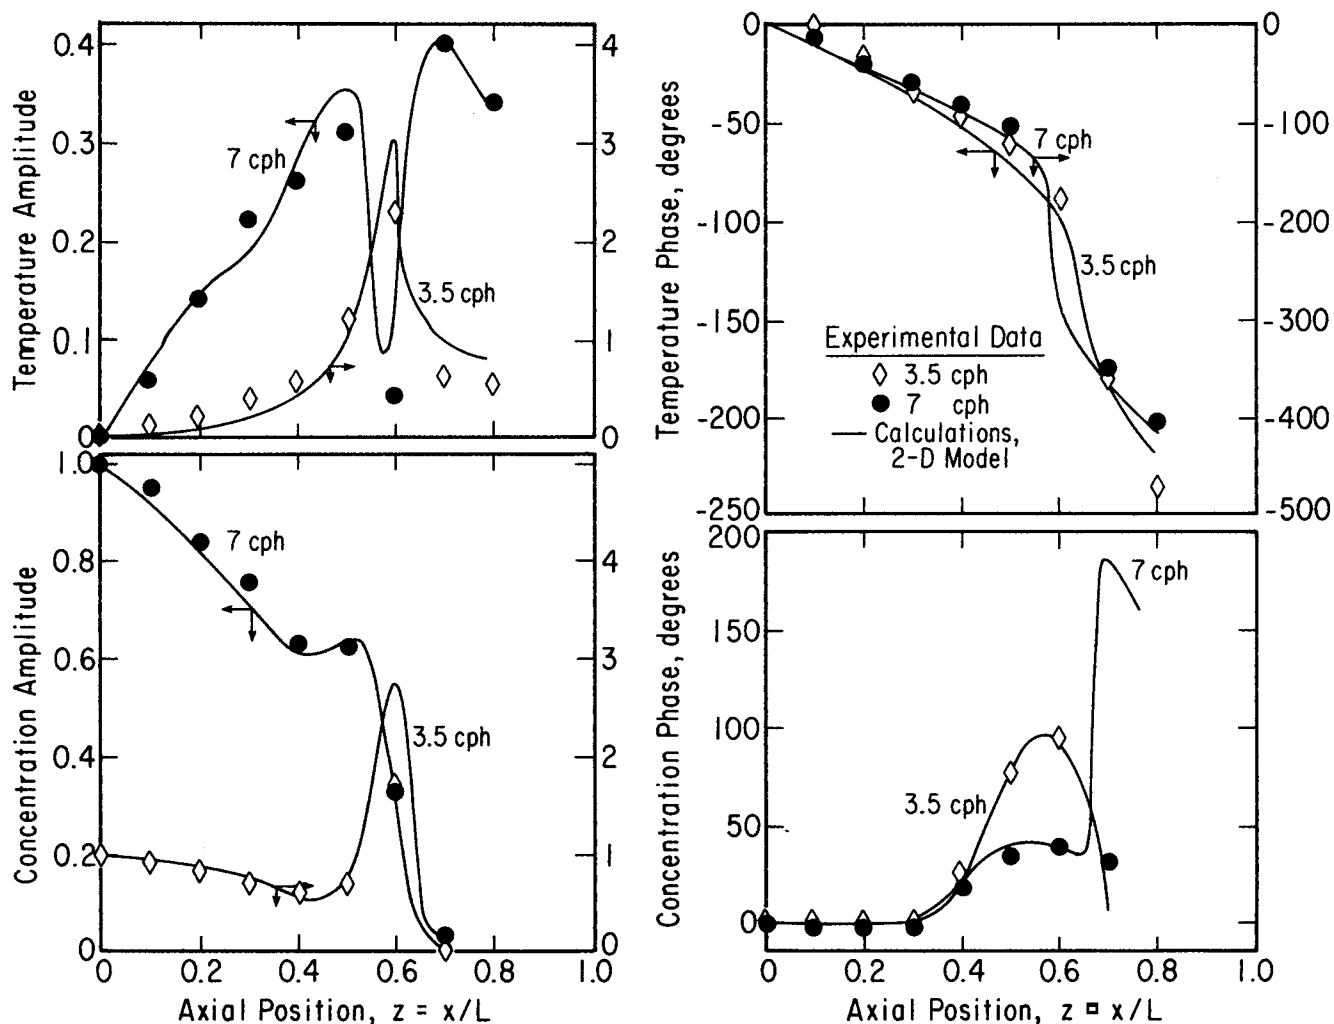 Temperature Amplitude
0.4
0.3
0.2
0.1
0
4
3
2
1
0
7 cph
3.5 cph
Temperature Phase, degrees
0
-50
-100
-150
-200
-250
0
-100
-200
-300
-400
-500
7 cph
3.5 cph
Experimental Data
3.5 cph
7 cph
Calculations,
2-D Model
Concentration Amplitude
1.0
0.8
0.6
0.4
0.2
0
4
3
2
1
0
7 cph
3.5 cph
0 0.2 0.4 0.6 0.8 1.0
Axial Position, z = x/L
Concentration Phase, degrees
200
150
100
50
0
7 cph
3.5 cph
0 0.2 0.4 0.6 0.8 1.0
Axial Position, z = x/L